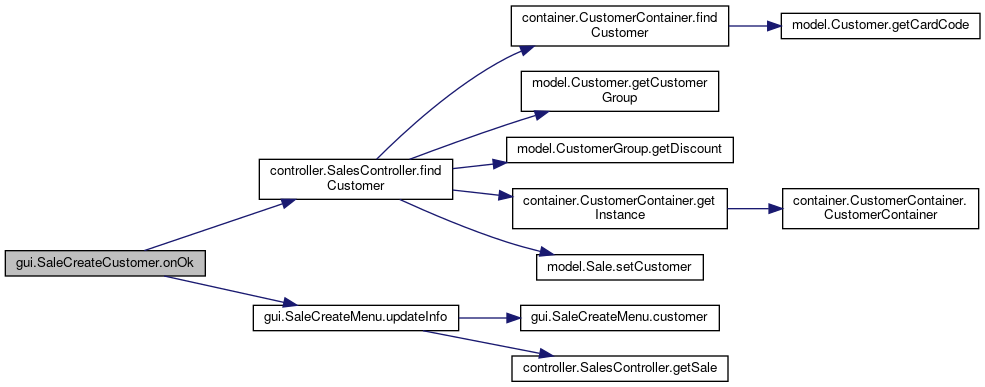 container.CustomerContainer.find
Customer
model.Customer.getCardCode
model.Customer.getCustomer
Group
model.CustomerGroup.getDiscount
controller.SalesController.find
Customer
container.CustomerContainer.get
Instance
container.CustomerContainer.
CustomerContainer
gui.SaleCreateCustomer.onOk
model.Sale.setCustomer
gui.SaleCreateMenu.updateInfo
gui.SaleCreateMenu.customer
controller.SalesController.getSale